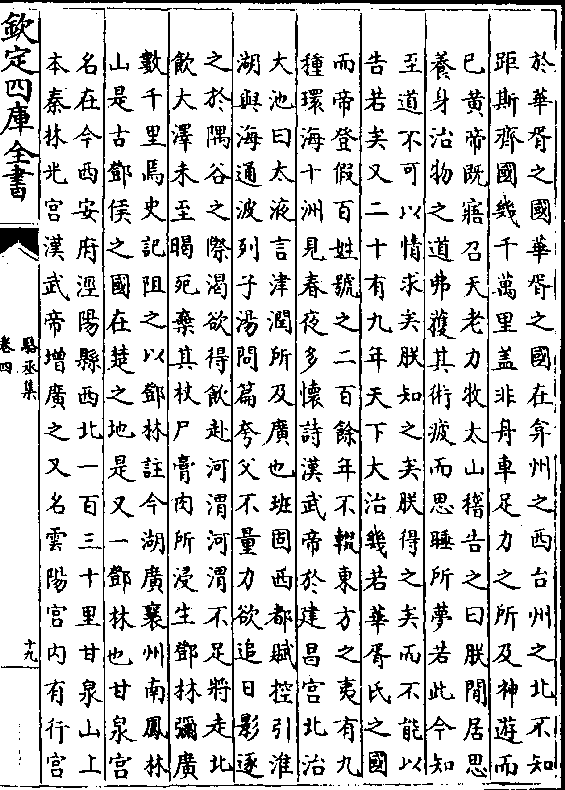 於華胥之國華胥之國在弇州之西台州之北不知
距斯齊國幾千萬里盖非舟車足力之所及神遊而
已黄帝既寤召天老力牧太山稽告之曰朕閒居思
養身治物之道弗獲其術疲而思睡所夢若此今知
至道不可以情求矣朕知之矣朕得之矣而不能以
告若矣又二十有九年天下大治幾若華胥氏之國
而帝登假百姓號之二百餘年不輟東方之夷有九
種環海十洲見春夜多懷詩漢武帝於建昌宫北治
大池曰太液言津潤所及廣也班固西都賦控引淮
湖與海通波列子湯問篇夸父不量力欲追日影逐
之於隅谷之際渴欲得飲赴河渭河渭不足將走北
飲大澤未至暍死棄其杖尸膏肉所浸生鄧林彌廣
數千里焉史記阻之以鄧林註今湖廣襄州南鳳林
山是古鄧侯之國在楚之地是又一鄧林也甘泉宫
名在今西安府涇陽縣西北一百三十里甘泉山上
本秦林光宫漢武帝增廣之又名雲陽宫内有行宫
欽定四庫全書
駱丞集
卷四
十九